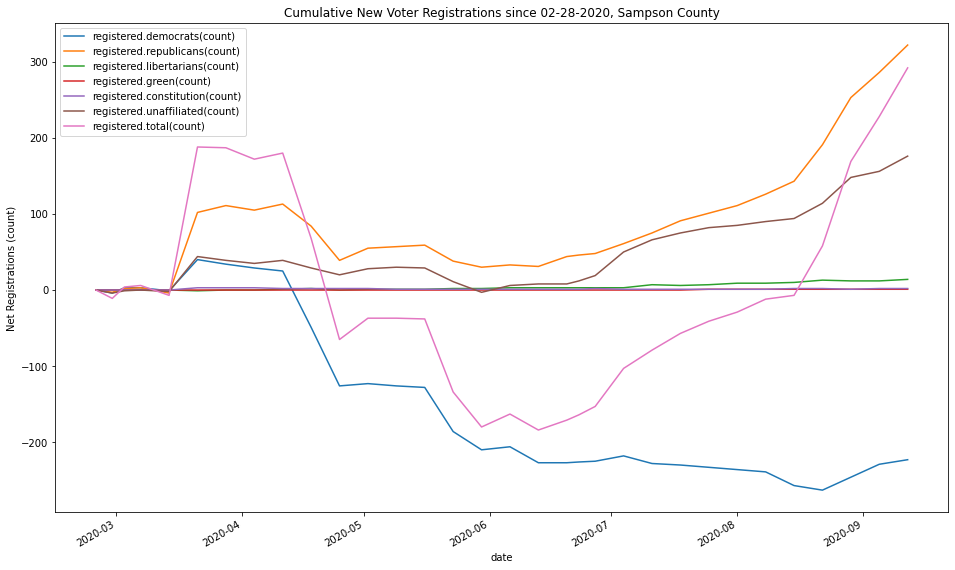 Cumulative New Voter Registrations since 02-28-2020, Sampson County
registered.democrats(count)
registered.republicans(count)
registered.libertarians(count)
registered.green(count)
registered.constitution(count)
registered.unaffiliated(count)
registered.total(count)
Net Registrations (count)
300
200
100
0
−100
−200
2020-03
2020-04
2020-05
2020-06
2020-07
2020-08
2020-09
date